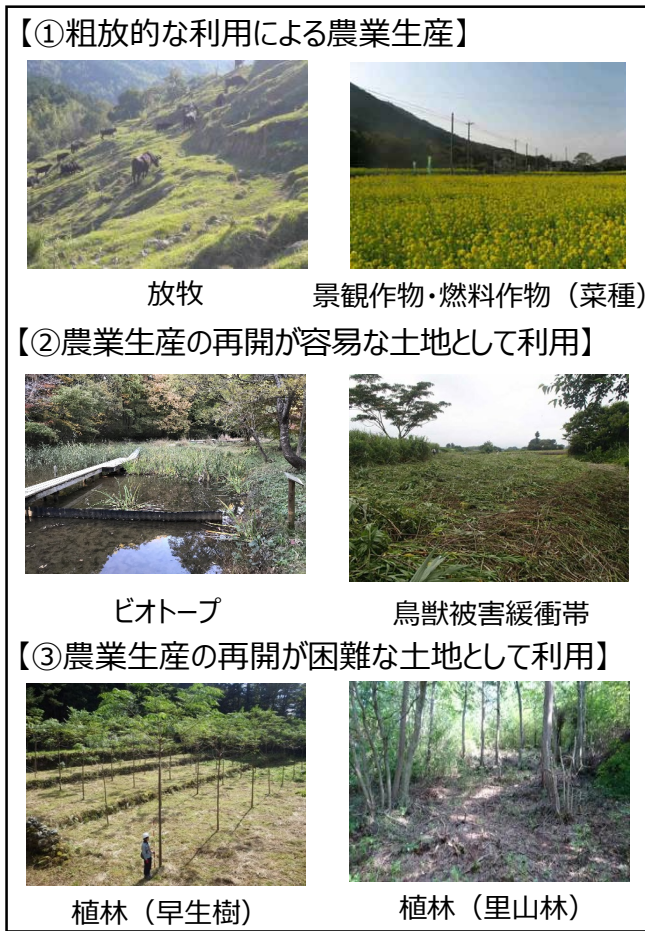 【①粗放的な利用による農業生産】
放牧
景観作物・燃料作物（菜種）
【②農業生産の再開が容易な土地として利用】
ビオトープ
鳥獣被害緩衝帯
【③農業生産の再開が困難な土地として利用】
植林（早生樹）
植林（里山林）